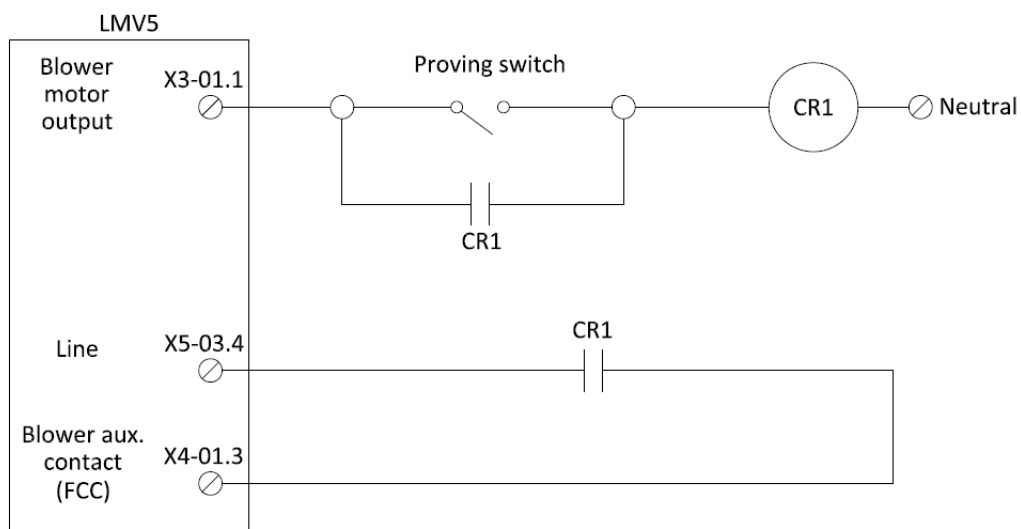 LMV5
Blower
motor
output
X3-01.1
Proving switch
CR1
Neutral
CR1
CR1
Line
X5-03.4
Blower aux.
contact
(FCC)
X4-01.3